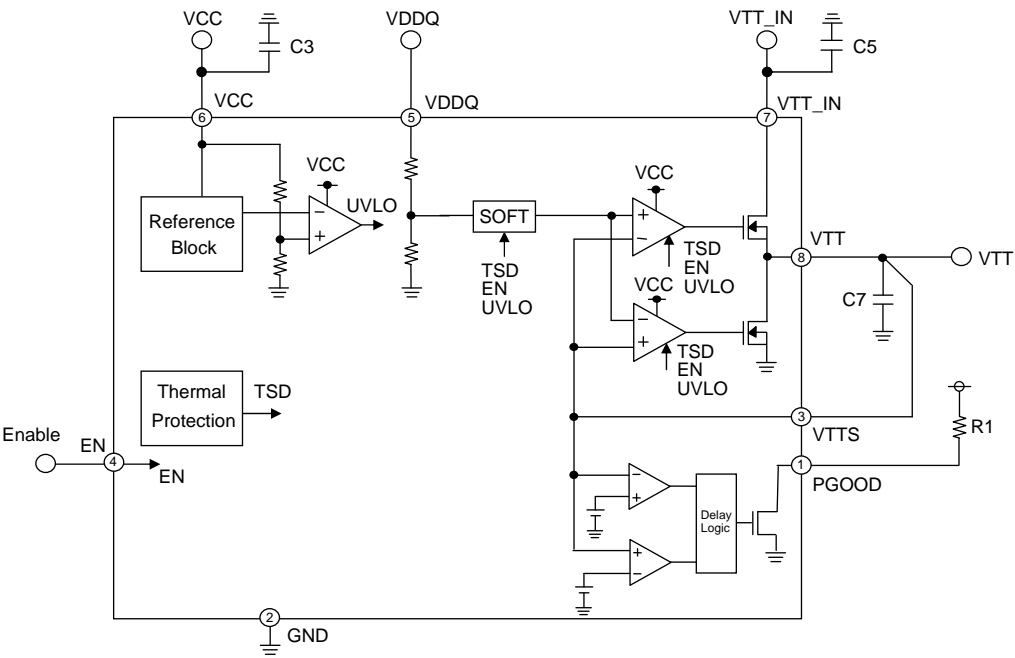 VCC
VDDQ
VTT_IN
C3
C5
VCC
VDDQ
VTT_IN
6
5
7
VCC
UVLO
Reference
Block
−
+
SOFT
TSD
EN
UVLO
VCC
+
−
TSD
EN
UVLO
VCC
−
+
TSD
EN
UVLO
VTT
8
VTT
C7
Thermal
Protection
TSD
3
VTTS
R1
Enable
EN
4
EN
1
PGOOD
−
+
Delay
Logic
+
−
2
GND